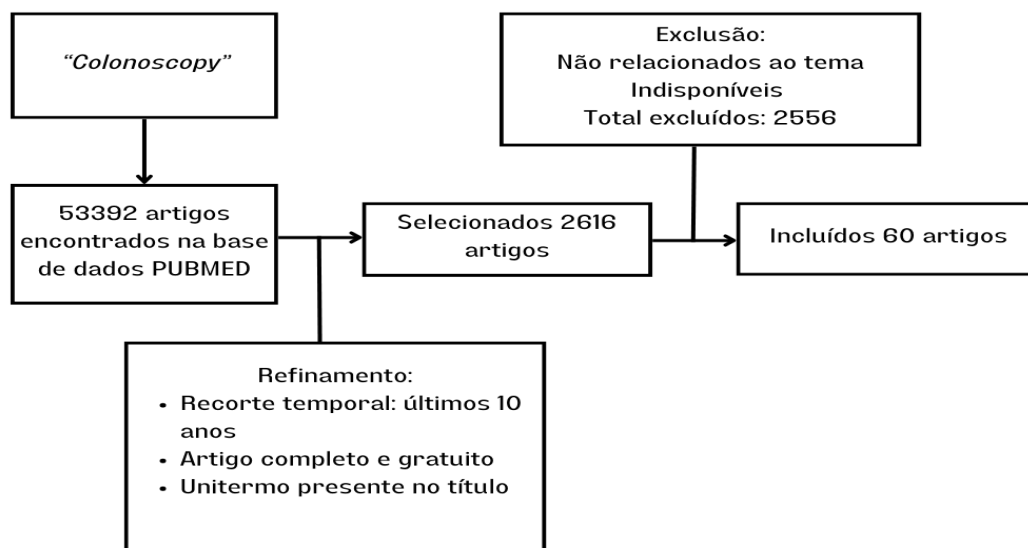 “Colonoscopy”
53392 artigos
encontrados na base
de dados PUBMED
Refinamento:
• Recorte temporal: últimos 10
anos
• Artigo completo e gratuito
• Unitermo presente no título
Selecionados 2616
artigos
Exclusão:
Não relacionados ao tema
Indisponíveis
Total excluídos: 2556
Incluídos 60 artigos